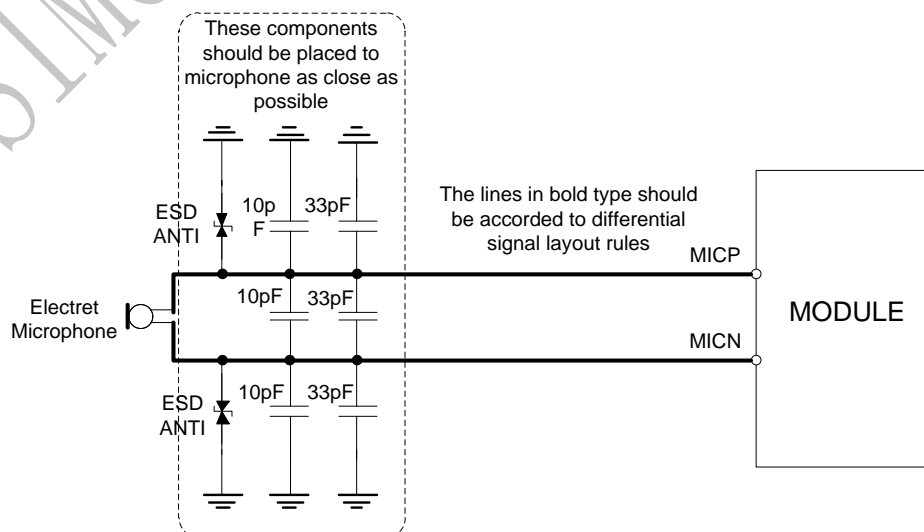 These components
should be placed to
microphone as close as
possible
ESD
ANTI
10p
F
33pF
The lines in bold type should
be accorded to differential
signal layout rules
MICP
Electret
Microphone
10pF
33pF
MODULE
MICN
ESD
ANTI
10pF
33pF